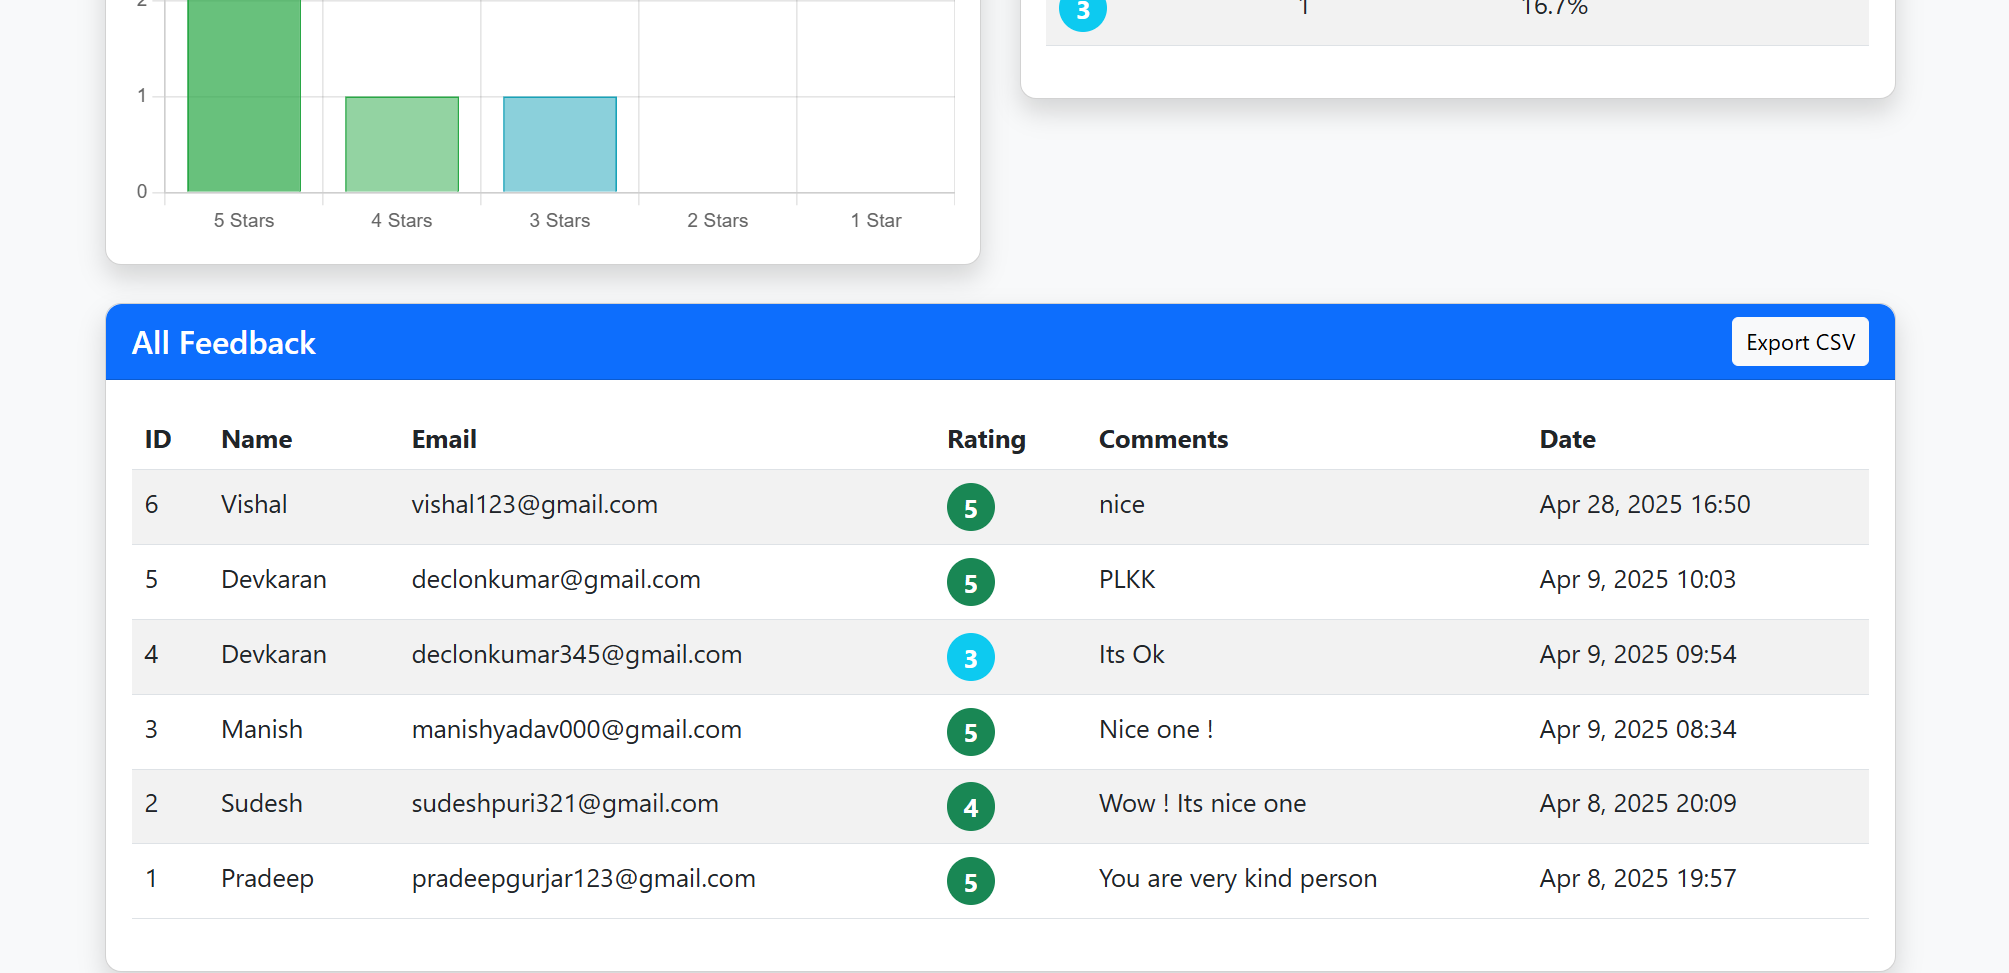 2
1
0
5 Stars 4 Stars 3 Stars 2 Stars 1 Star
3 1 16.7%
All Feedback Export CSV
ID Name Email Rating Comments Date
6 Vishal vishal123@gmail.com 5 nice Apr 28, 2025 16:50
5 Devkaran declonkumar@gmail.com 5 PLKK Apr 9, 2025 10:03
4 Devkaran declonkumar345@gmail.com 3 Its Ok Apr 9, 2025 09:54
3 Manish manishyadav000@gmail.com 5 Nice one ! Apr 9, 2025 08:34
2 Sudesh sudeshpuri321@gmail.com 4 Wow ! Its nice one Apr 8, 2025 20:09
1 Pradeep pradeepgurjar123@gmail.com 5 You are very kind person Apr 8, 2025 19:57